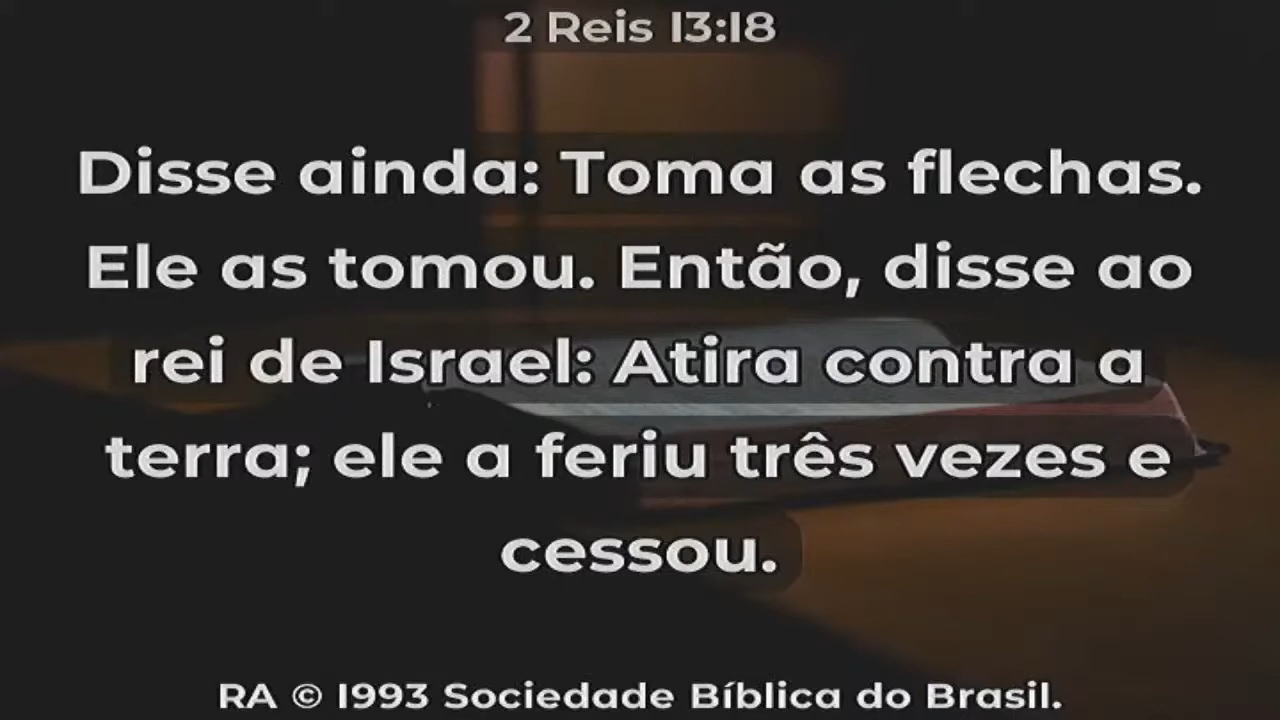 2 Reis 13:18
Disse ainda: Toma as flechas.
Ele as tomou. Então, disse ao
rei de Israel: Atira contra a
terra; ele a feriu três vezes e
cessou.
RA © 1993 Sociedade Bíblica do Brasil.